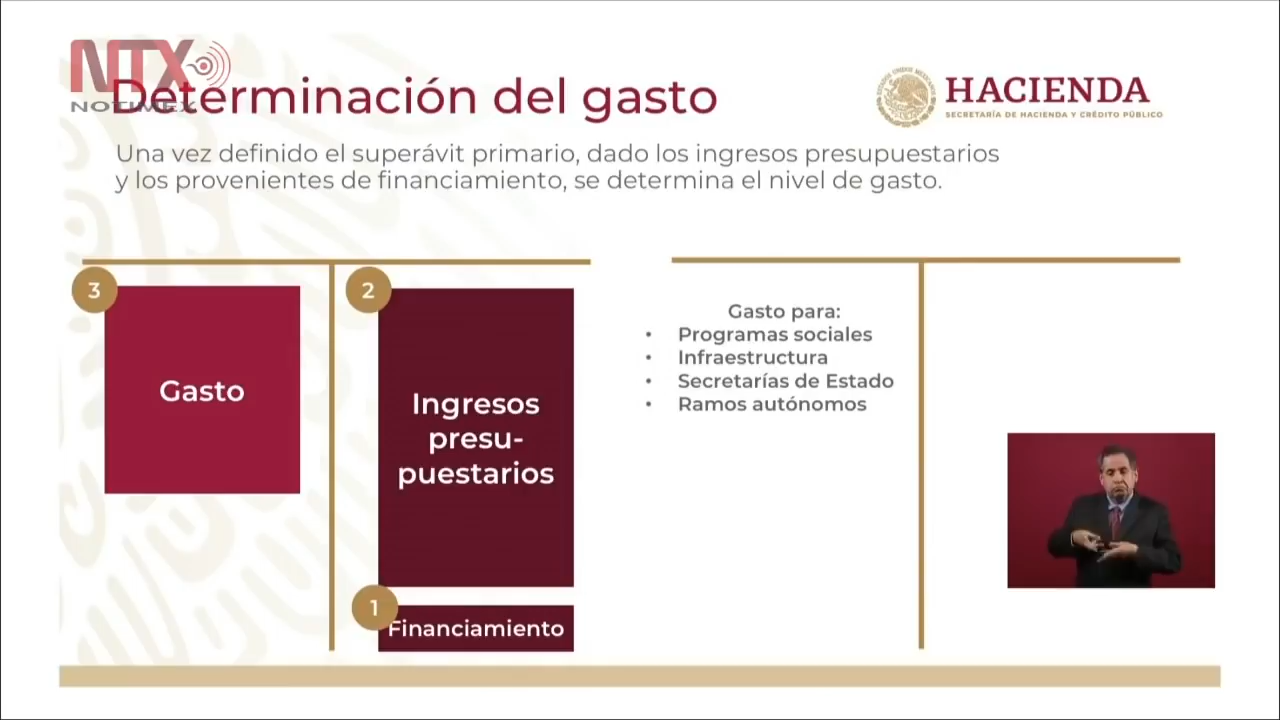 NTX
NOTIMEX
Determinación del gasto
HACIENDA
SECRETARÍA DE HACIENDA Y CRÉDITO PÚBLICO
Una vez definido el superávit primario, dado los ingresos presupuestarios
y los provenientes de financiamiento, se determina el nivel de gasto.
3
Gasto
2
Ingresos
presu-
puestarios
1
Financiamiento
Gasto para:
• Programas sociales
• Infraestructura
• Secretarías de Estado
• Ramos autónomos